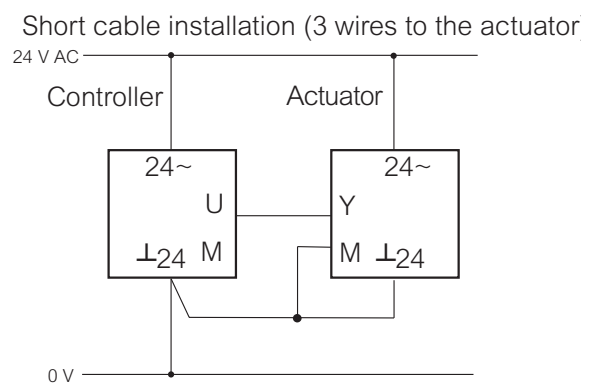 Short cable installation (3 wires to the actuator)
24 V AC
Controller
Actuator
24~
24~
U
Y
⊥24 M
M ⊥24
0 V